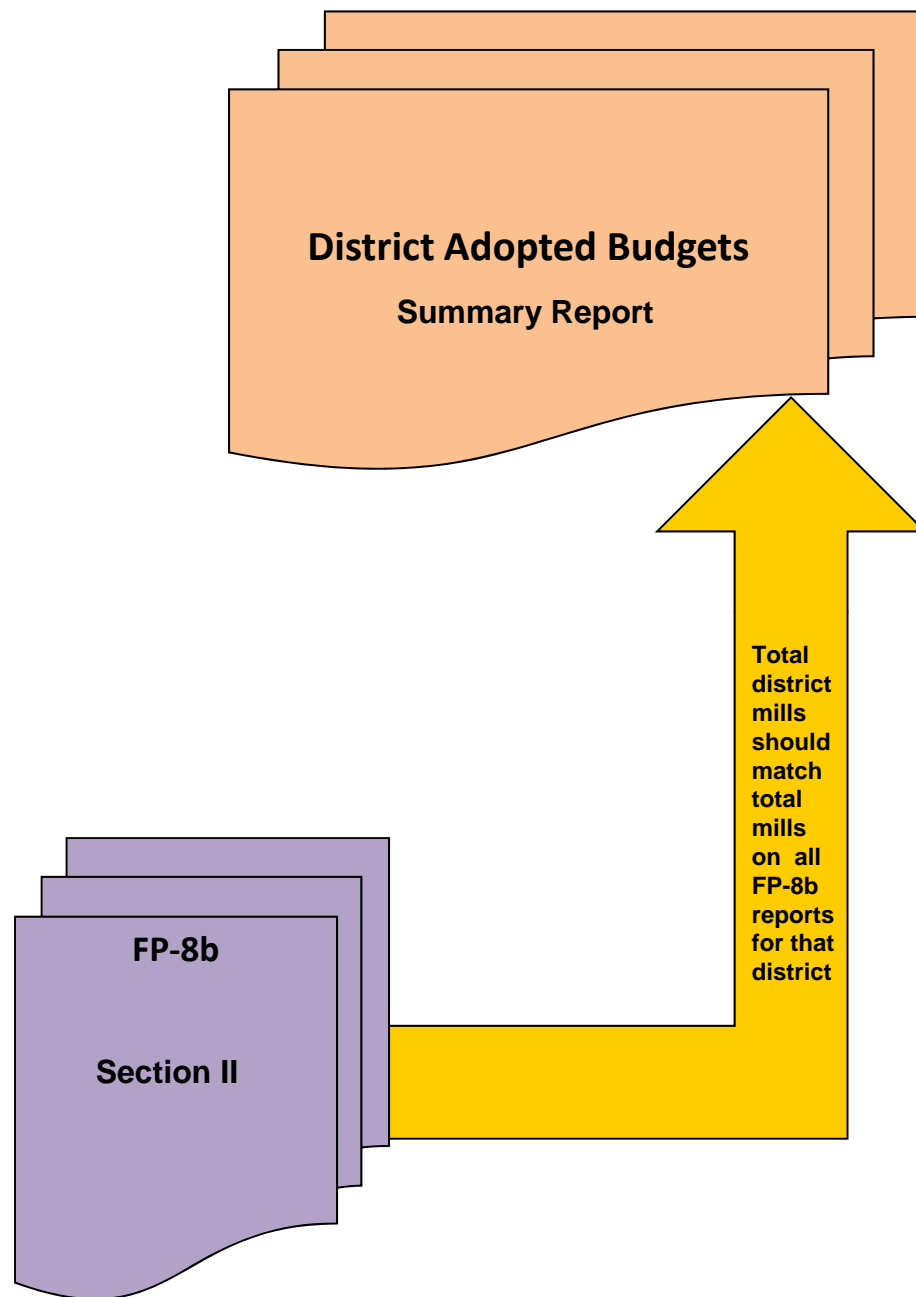 District Adopted Budgets
Summary Report
Total
district
mills
should
match
total
mills
on all
FP-8b
reports
for that
district
FP-8b
Section II